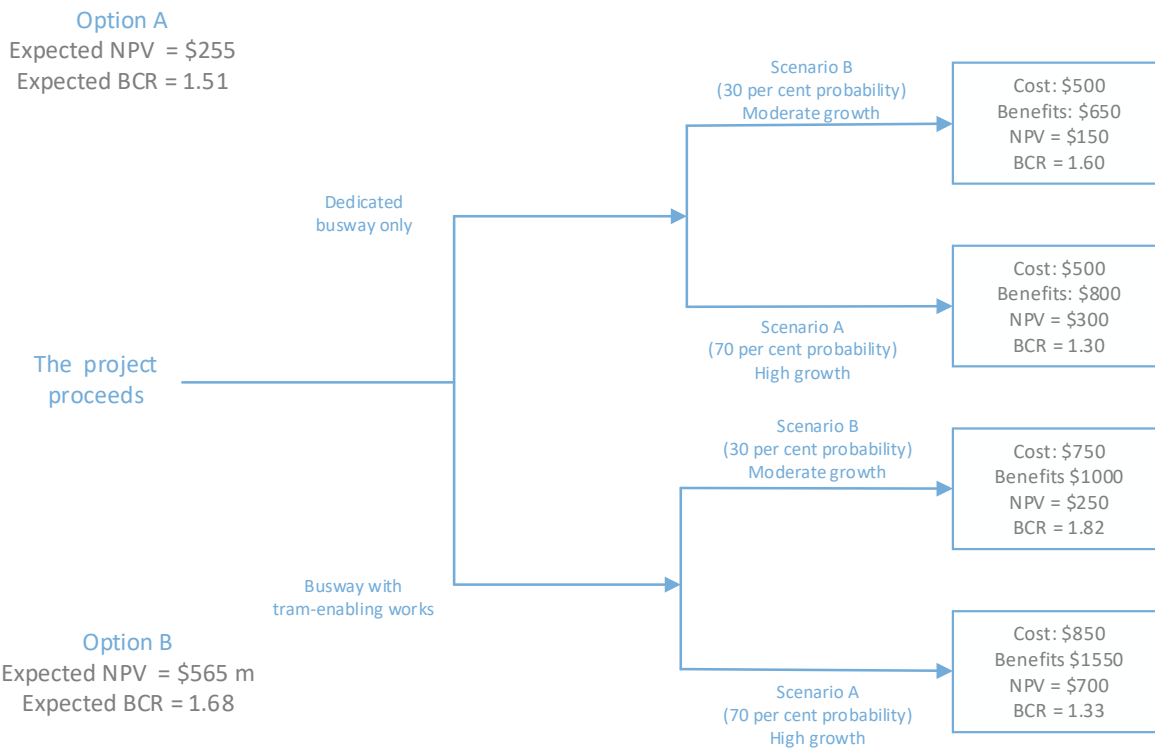 Option A
Expected NPV = $255
Expected BCR = 1.51
Scenario B
(30 per cent probability)
Moderate growth
Cost: $500
Benefits: $650
NPV = $150
BCR = 1.60
Dedicated
busway only
Cost: $500
Benefits: $800
NPV = $300
BCR = 1.30
Scenario A
(70 per cent probability)
High growth
The project
proceeds
Scenario B
(30 per cent probability)
Moderate growth
Cost: $750
Benefits $1000
NPV = $250
BCR = 1.82
Busway with
tram-enabling works
Option B
Expected NPV = $565 m
Expected BCR = 1.68
Cost: $850
Benefits $1550
NPV = $700
BCR = 1.33
Scenario A
(70 per cent probability)
High growth